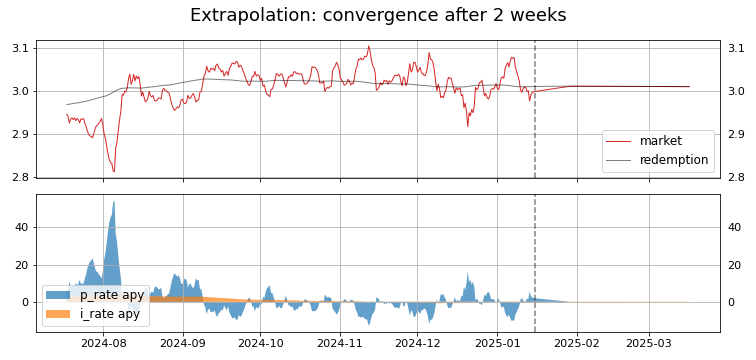 Extrapolation: convergence after 2 weeks
3.1 3.1
3.0 3.0
2.9 2.9
2.8 2.8
market
redemption
40 40
20 20
0 0
p_rate apy
i_rate apy
2024-08 2024-09 2024-10 2024-11 2024-12 2025-01 2025-02 2025-03